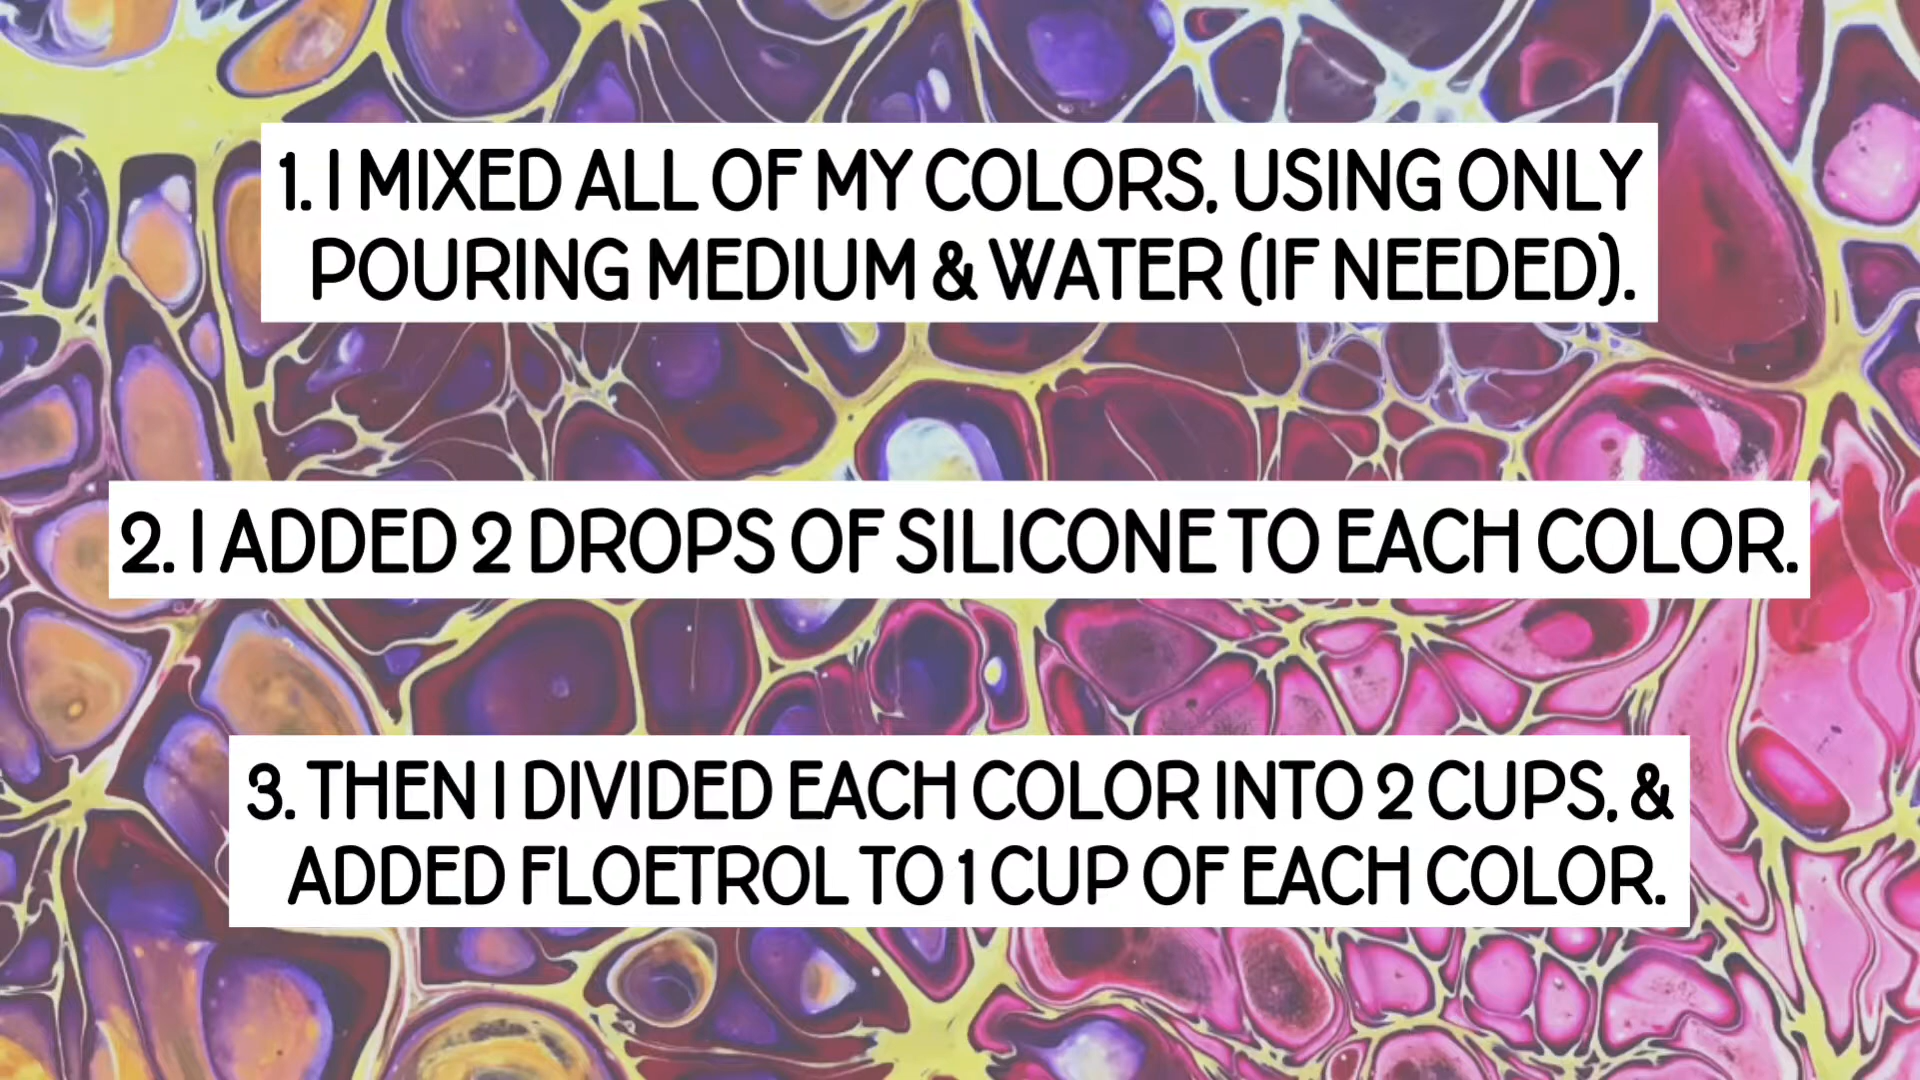 1. I MIXED ALL OF MY COLORS, USING ONLY
POURING MEDIUM & WATER (IF NEEDED).
2. I ADDED 2 DROPS OF SILICONE TO EACH COLOR.
3. THEN I DIVIDED EACH COLOR INTO 2 CUPS, &
ADDED FLOETROL TO 1 CUP OF EACH COLOR.